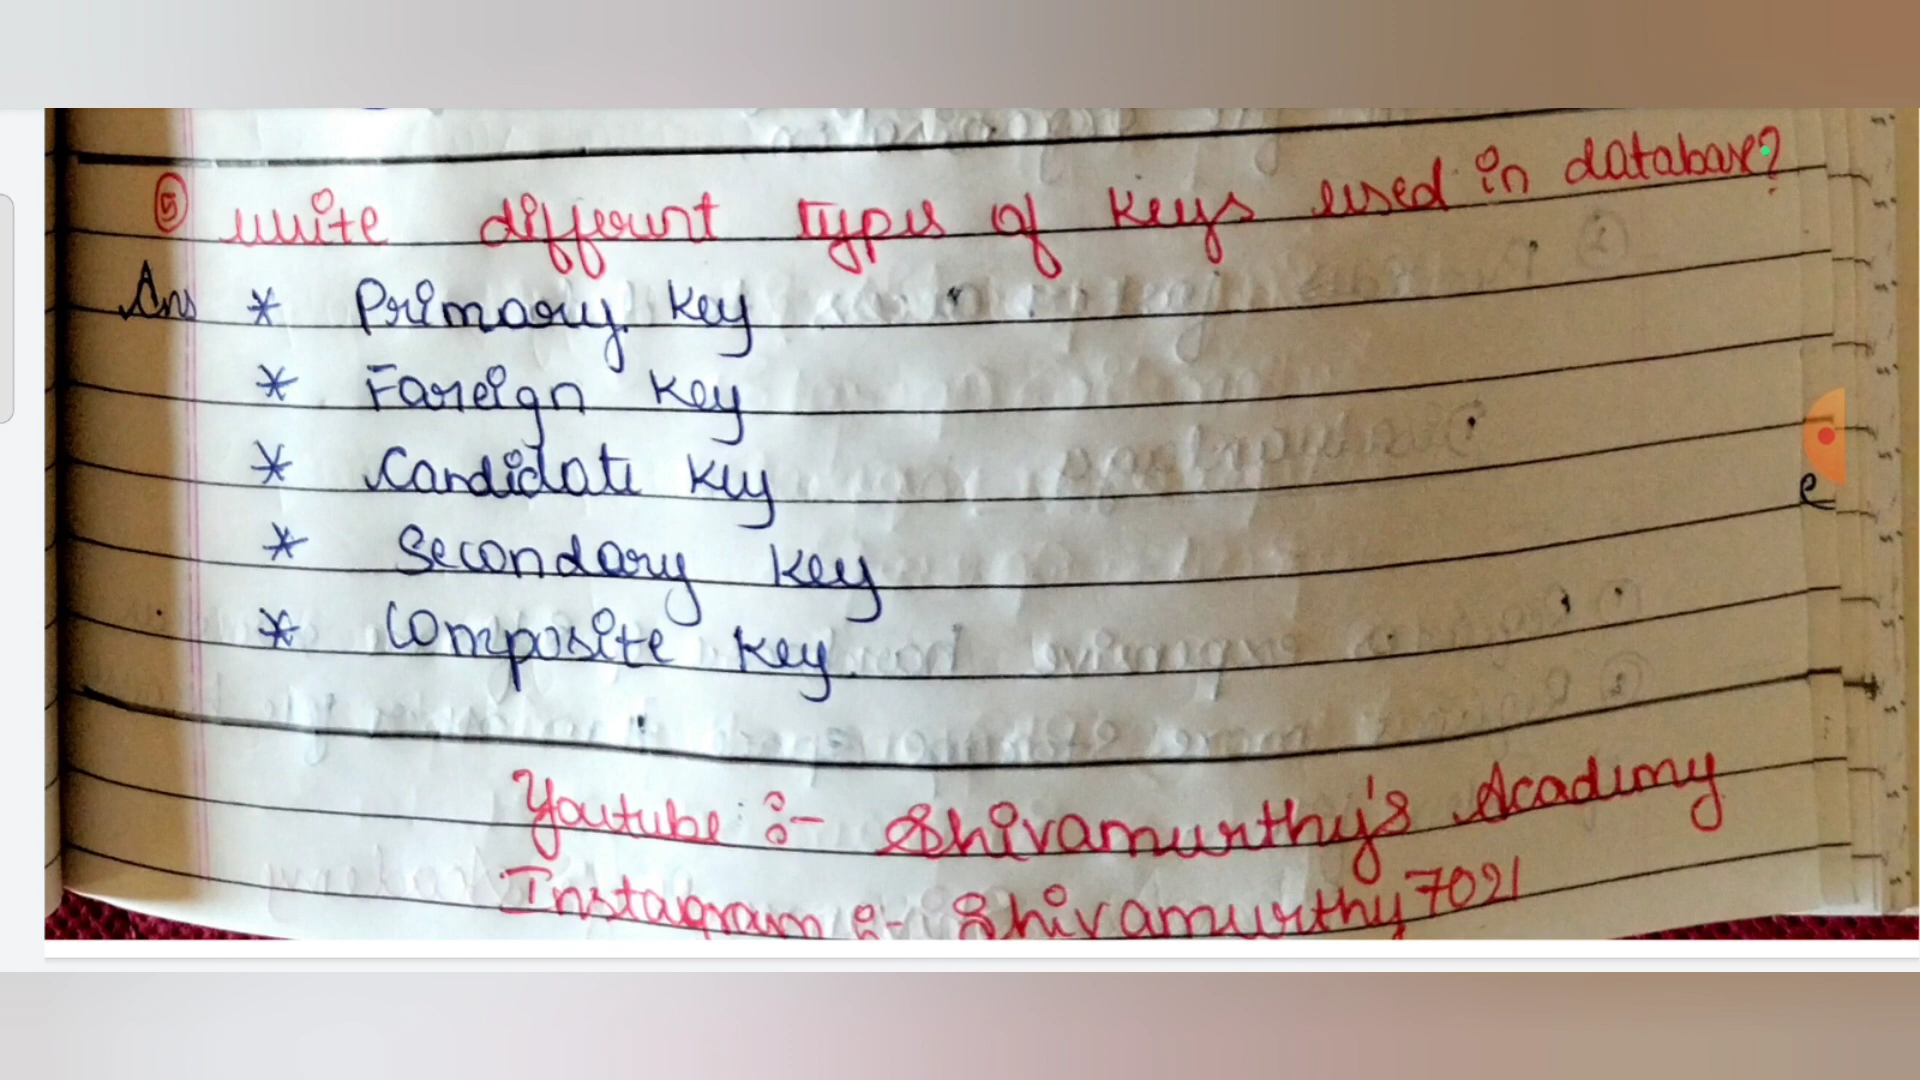 ⑤ write different types of keys used in database?
Ans * Primary key
* Foreign key
* Candidate key
* Secondary key
* Composite key
Youtube :- Shivamurthy's Academy
Instagram :- Shivamurthy7021